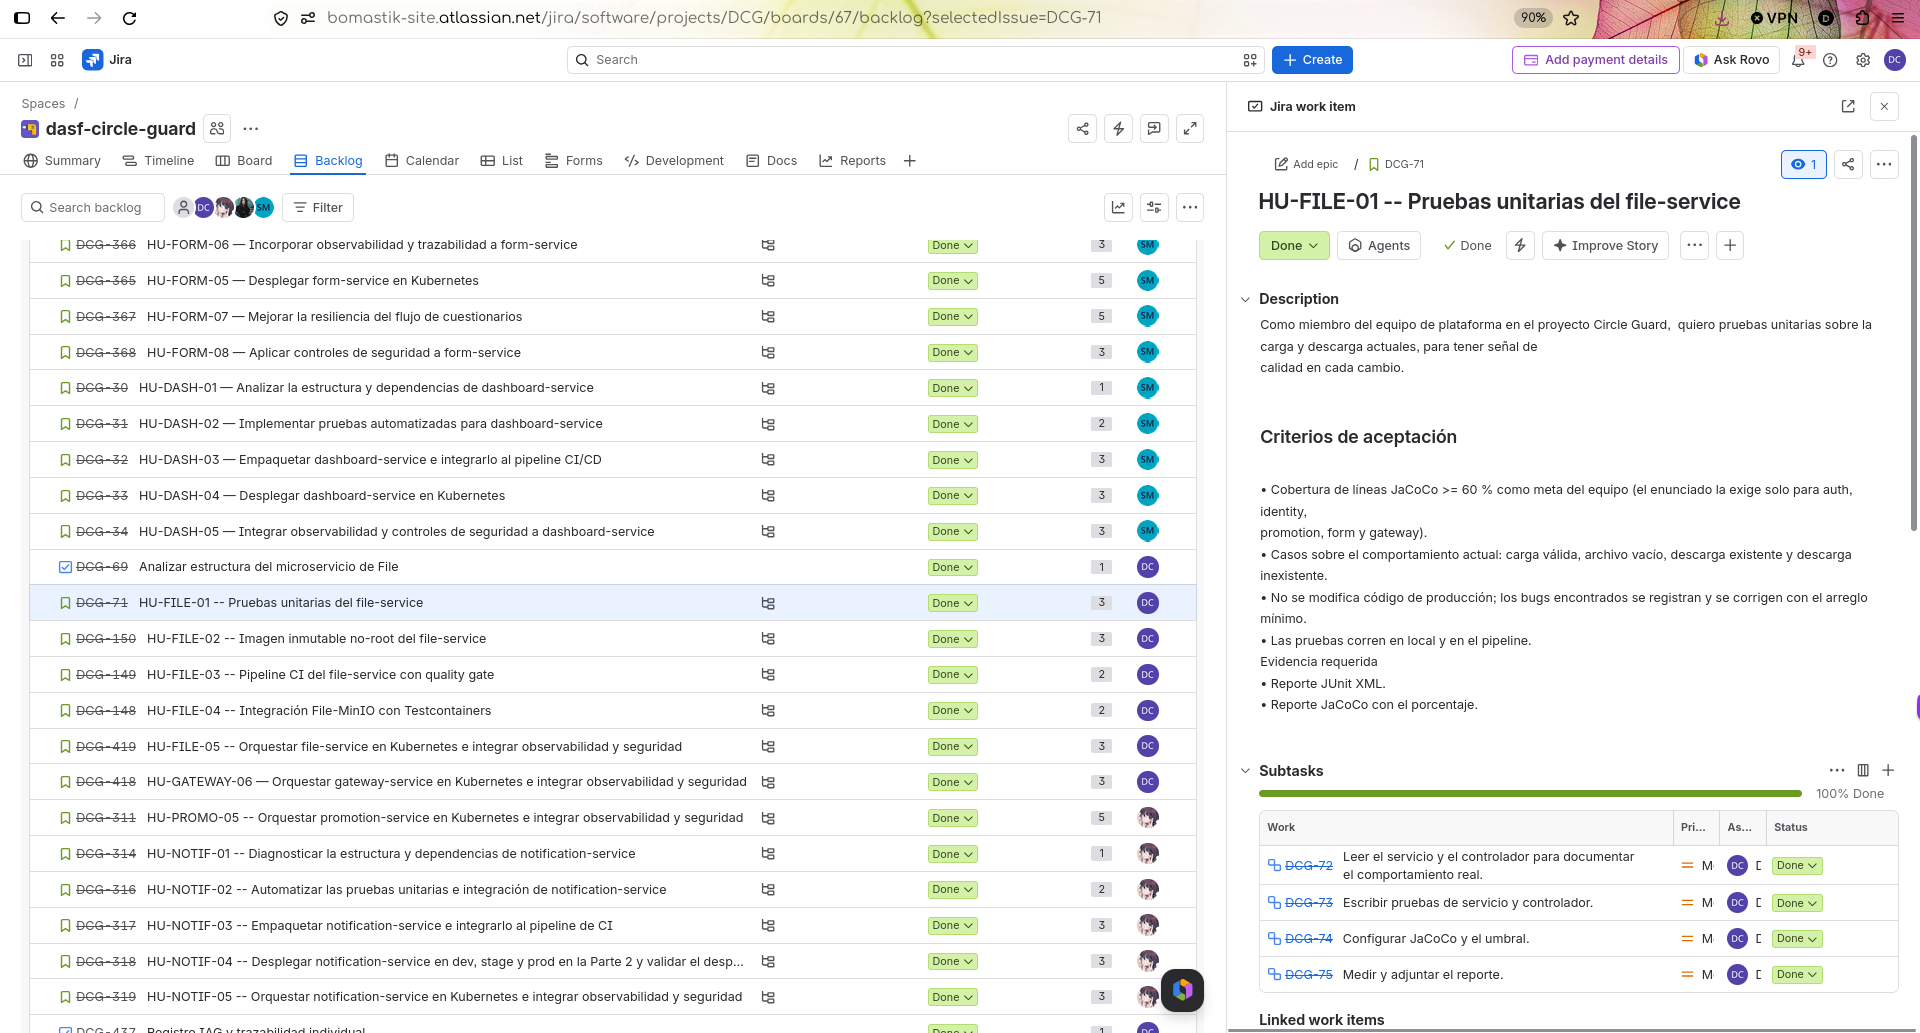 bomastik-site.atlassian.net/jira/software/projects/DCG/boards/67/backlog?selectedIssue=DCG-71
90%
VPN
D
Jira
Search
Create
Add payment details
Ask Rovo
9+
DC
Spaces /
dasf-circle-guard
Summary Timeline Board Backlog Calendar List Forms Development Docs Reports
Search backlog
DC
SM
Filter
DCG-366 HU-FORM-06 — Incorporar observabilidad y trazabilidad a form-service Done 3 SM
DCG-365 HU-FORM-05 — Desplegar form-service en Kubernetes Done 5 SM
DCG-367 HU-FORM-07 — Mejorar la resiliencia del flujo de cuestionarios Done 5 SM
DCG-368 HU-FORM-08 — Aplicar controles de seguridad a form-service Done 3 SM
DCG-30 HU-DASH-01 — Analizar la estructura y dependencias de dashboard-service Done 1 SM
DCG-31 HU-DASH-02 — Implementar pruebas automatizadas para dashboard-service Done 2 SM
DCG-32 HU-DASH-03 — Empaquetar dashboard-service e integrarlo al pipeline CI/CD Done 3 SM
DCG-33 HU-DASH-04 — Desplegar dashboard-service en Kubernetes Done 3 SM
DCG-34 HU-DASH-05 — Integrar observabilidad y controles de seguridad a dashboard-service Done 3 SM
DCG-69 Analizar estructura del microservicio de File Done 1 DC
DCG-71 HU-FILE-01 -- Pruebas unitarias del file-service Done 3 DC
DCG-150 HU-FILE-02 -- Imagen inmutable no-root del file-service Done 3 DC
DCG-149 HU-FILE-03 -- Pipeline CI del file-service con quality gate Done 2 DC
DCG-148 HU-FILE-04 -- Integración File-MinIO con Testcontainers Done 2 DC
DCG-419 HU-FILE-05 -- Orquestar file-service en Kubernetes e integrar observabilidad y seguridad Done 3 DC
DCG-418 HU-GATEWAY-06 — Orquestar gateway-service en Kubernetes e integrar observabilidad y seguridad Done 3 DC
DCG-311 HU-PROMO-05 -- Orquestar promotion-service en Kubernetes e integrar observabilidad y seguridad Done 5
DCG-314 HU-NOTIF-01 -- Diagnosticar la estructura y dependencias de notification-service Done 1
DCG-316 HU-NOTIF-02 -- Automatizar las pruebas unitarias e integración de notification-service Done 2
DCG-317 HU-NOTIF-03 -- Empaquetar notification-service e integrarlo al pipeline de CI Done 3
DCG-318 HU-NOTIF-04 -- Desplegar notification-service en dev, stage y prod en la Parte 2 y validar el desp... Done 3
DCG-319 HU-NOTIF-05 -- Orquestar notification-service en Kubernetes e integrar observabilidad y seguridad Done 3
DCG-437 Registro IAG y trazabilidad individual Done 1 DC
Jira work item
Add epic / DCG-71
1
HU-FILE-01 -- Pruebas unitarias del file-service
Done Agents Done Improve Story
Description
Como miembro del equipo de plataforma en el proyecto Circle Guard, quiero pruebas unitarias sobre la
carga y descarga actuales, para tener señal de
calidad en cada cambio.
Criterios de aceptación
• Cobertura de líneas JaCoCo >= 60 % como meta del equipo (el enunciado la exige solo para auth,
identity,
promotion, form y gateway).
• Casos sobre el comportamiento actual: carga válida, archivo vacío, descarga existente y descarga
inexistente.
• No se modifica código de producción; los bugs encontrados se registran y se corrigen con el arreglo
mínimo.
• Las pruebas corren en local y en el pipeline.
Evidencia requerida
• Reporte JUnit XML.
• Reporte JaCoCo con el porcentaje.
Subtasks
100% Done
Work Pri... As... Status
DCG-72 Leer el servicio y el controlador para documentar
el comportamiento real. M DC D Done
DCG-73 Escribir pruebas de servicio y controlador. M DC D Done
DCG-74 Configurar JaCoCo y el umbral. M DC D Done
DCG-75 Medir y adjuntar el reporte. M DC D Done
Linked work items